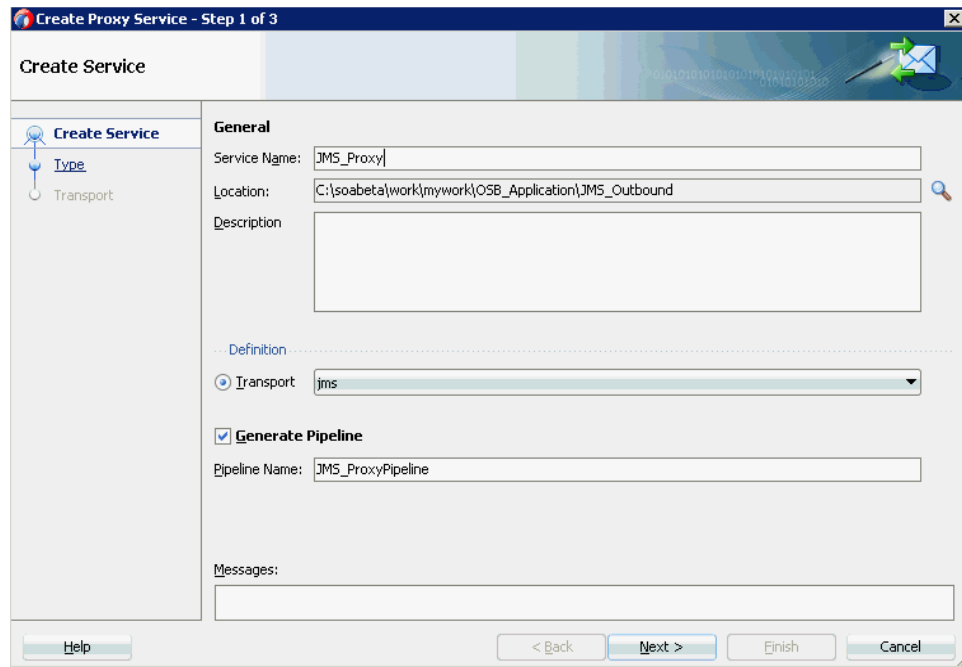 Create Proxy Service - Step 1 of 3
Create Service
Create Service
Type
Transport
General
Service Name: JMS_Proxy
Location: C:\soabeta\work\mywork\OSB_Application\JMS_Outbound
Description
Definition
Transport jms
Generate Pipeline
Pipeline Name: JMS_ProxyPipeline
Messages:
Help < Back Next > Finish Cancel